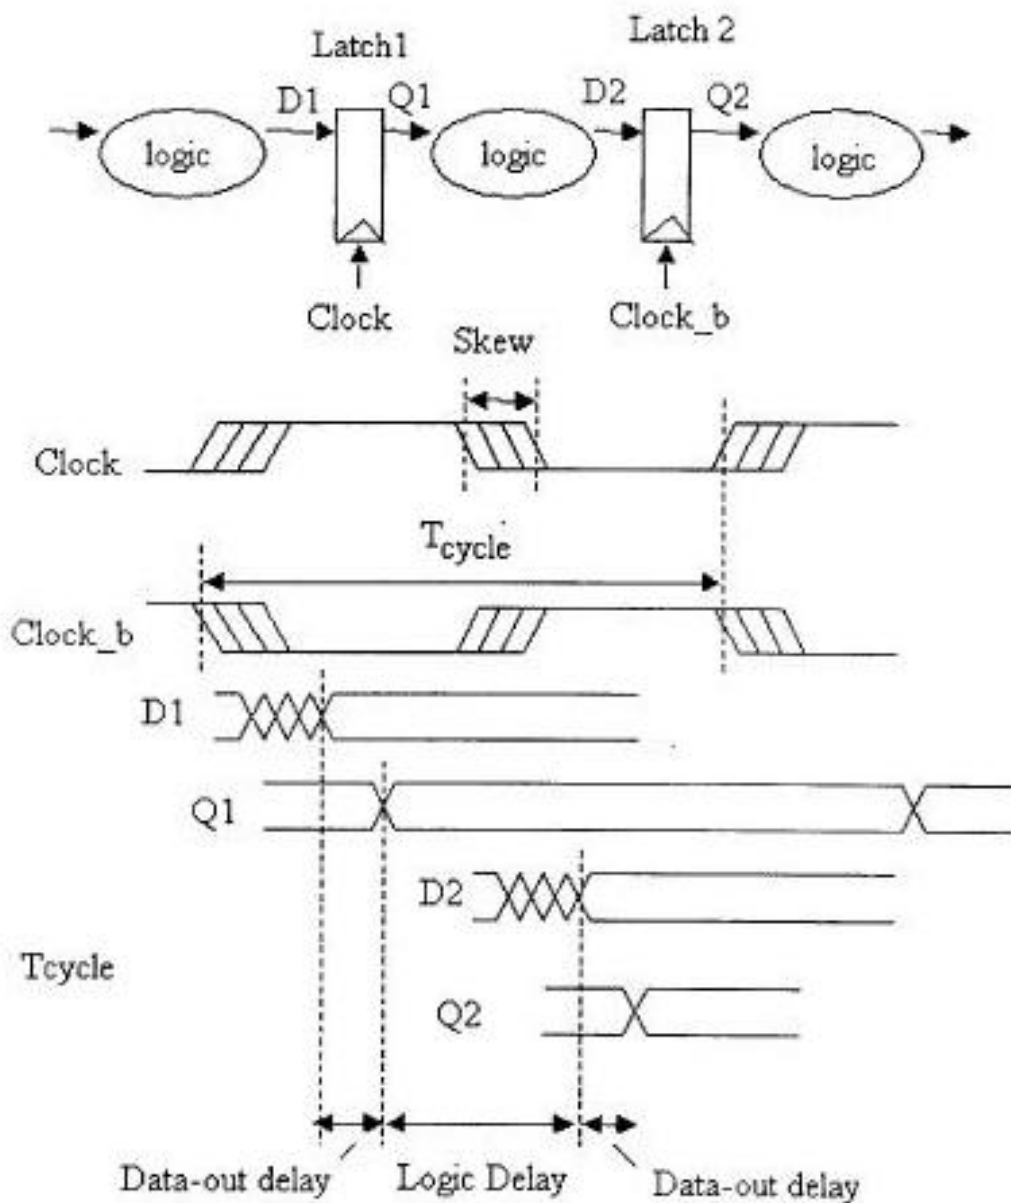 Latch1
Latch 2
D1
Q1
D2
Q2
logic
logic
logic
Clock
Clock_b
Skew
Clock
Tcycle
Clock_b
D1
Q1
D2
Tcycle
Q2
Data-out delay
Logic Delay
Data-out delay